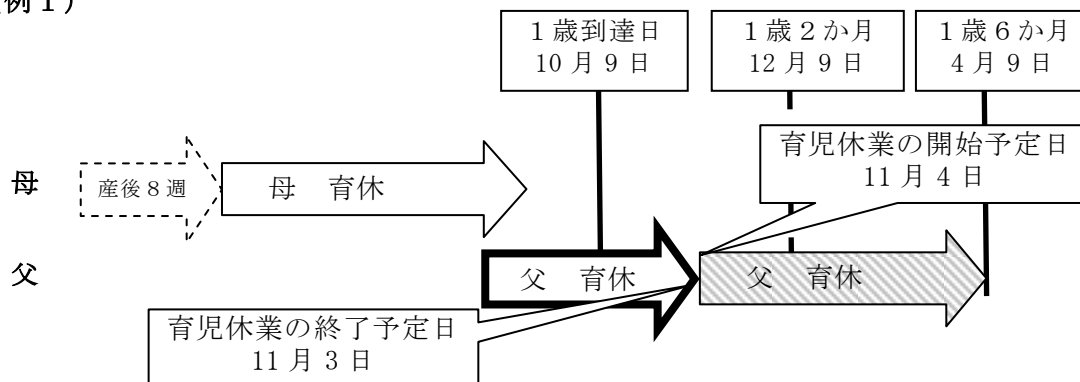 例１）
１歳到達日
10月９日
１歳２か月
12月９日
１歳６か月
４月９日
育児休業の開始予定日
11月４日
母
産後８週
母　育休
父
父　育休
父　育休
育児休業の終了予定日
11月３日